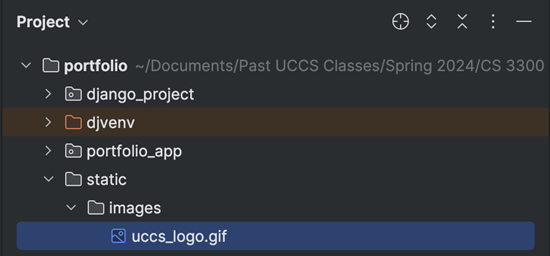 Project
portfolio ~/Documents/Past UCCS Classes/Spring 2024/CS 3300
django_project
djvenv
portfolio_app
static
images
uccs_logo.gif